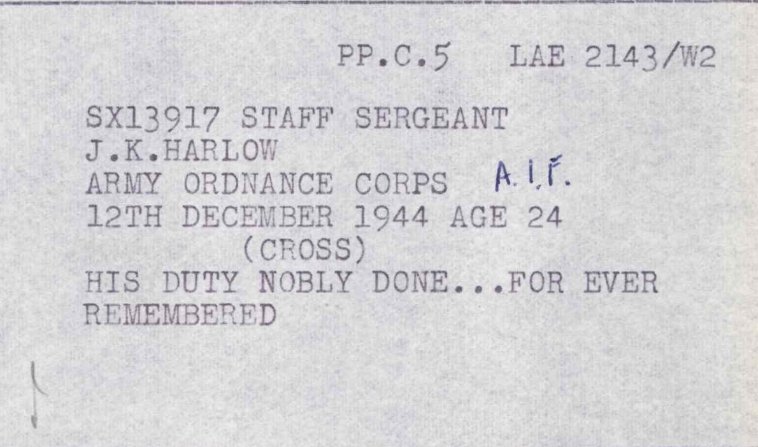 PP.C.5 LAE 2143/W2
SX13917 STAFF SERGEANT
J.K.HARLOW
ARMY ORDNANCE CORPS A.I.F.
12TH DECEMBER 1944 AGE 24
(CROSS)
HIS DUTY NOBLY DONE...FOR EVER
REMEMBERED